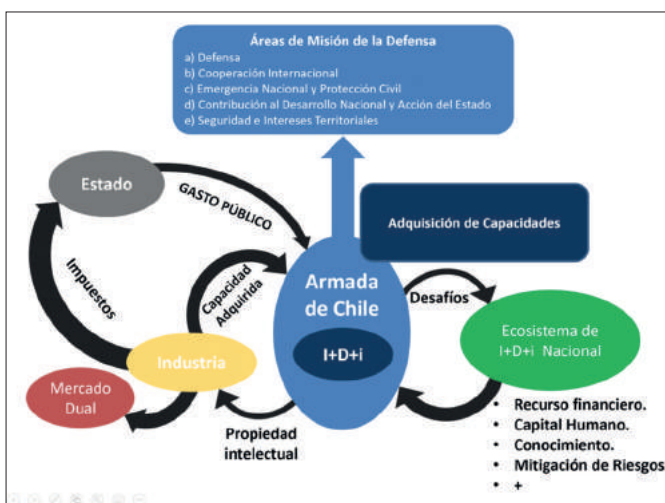 Áreas de Misión de la Defensa
a) Defensa
b) Cooperación Internacional
c) Emergencia Nacional y Protección Civil
d) Contribución al Desarrollo Nacional y Acción del Estado
e) Seguridad e Intereses Territoriales
Estado
GASTO PÚBLICO
Adquisición de Capacidades
Impuestos
Capacidad
Adquirida
Armada
de Chile
I+D+i
Desafíos
Ecosistema de
I+D+i Nacional
Industria
Mercado
Dual
Propiedad
intelectual
• Recurso financiero.
• Capital Humano.
• Conocimiento.
• Mitigación de Riesgos
• +